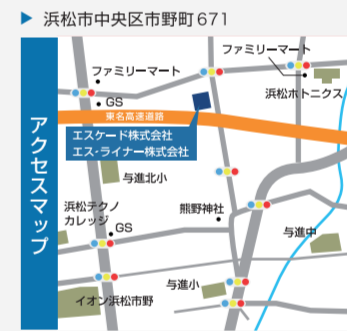 ▶ 浜松市中央区市野町671
アクセスマップ
ファミリーマート
ファミリーマート
浜松ホトニクス
GS
東名高速道路
エスケード株式会社
エス-ライナー株式会社
与進北小
浜松テクノ
カレッジ
GS
熊野神社
与進中
与進小
イオン浜松市野